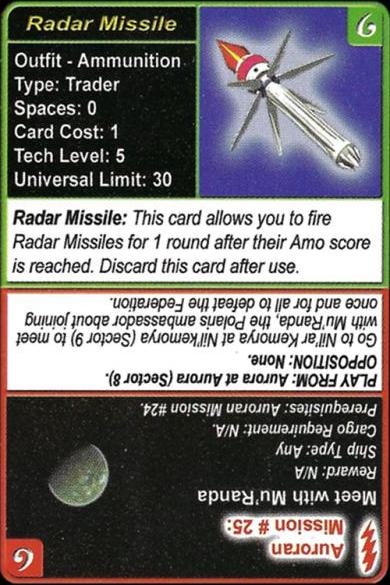 Radar Missile
6
Outfit - Ammunition
Type: Trader
Spaces: 0
Card Cost: 1
Tech Level: 5
Universal Limit: 30
Radar Missile: This card allows you to fire
Radar Missiles for 1 round after their Amo score
is reached. Discard this card after use.
Auroran
Mission # 25:
6
Meet with Mu'Randa
Reward: N/A
Ship Type: Any
Cargo Requirement: N/A.
Prerequisites: Auroran Mission #24.
PLAY FROM: Aurora at Aurora (Sector 8).
OPPOSITION: None.
Go to Nil'ar Kemorya at Nil'kemorya (Sector 9) to meet
with Mu'Randa, the Polaris ambassador about joining
once and for all to defeat the Federation.